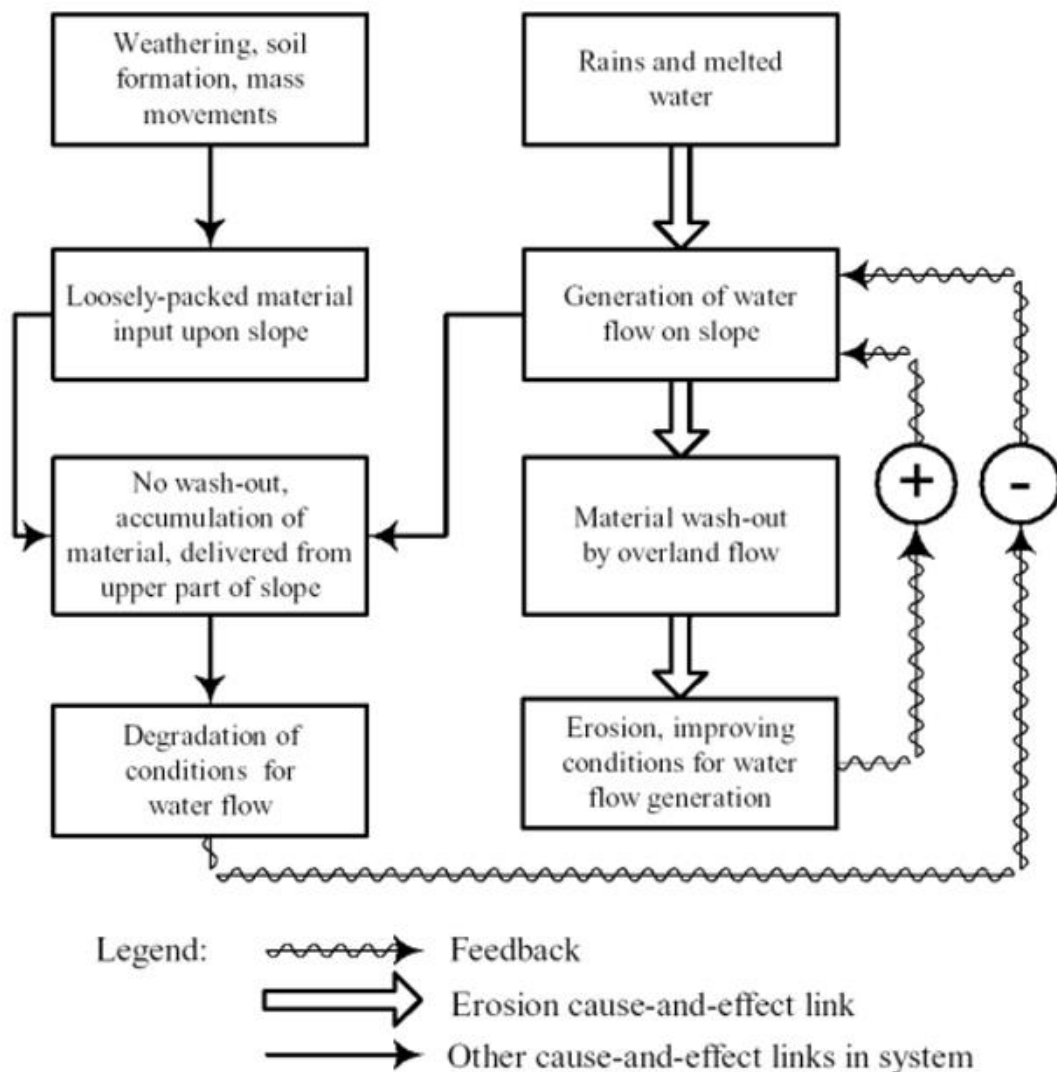 Weathering, soil
formation, mass
movements
Rains and melted
water
Loosely-packed material
input upon slope
Generation of water
flow on slope
No wash-out,
accumulation of
material, delivered from
upper part of slope
Material wash-out
by overland flow
+
-
Degradation of
conditions for
water flow
Erosion, improving
conditions for water
flow generation
Legend:
Feedback
Erosion cause-and-effect link
Other cause-and-effect links in system